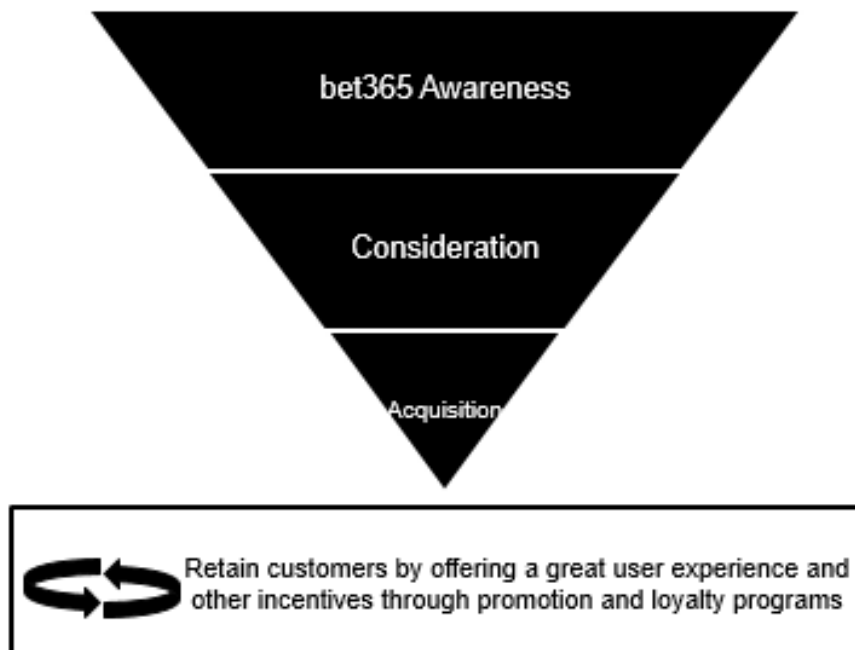 bet365 Awareness
Consideration
Acquisition
Retain customers by offering a great user experience and
other incentives through promotion and loyalty programs